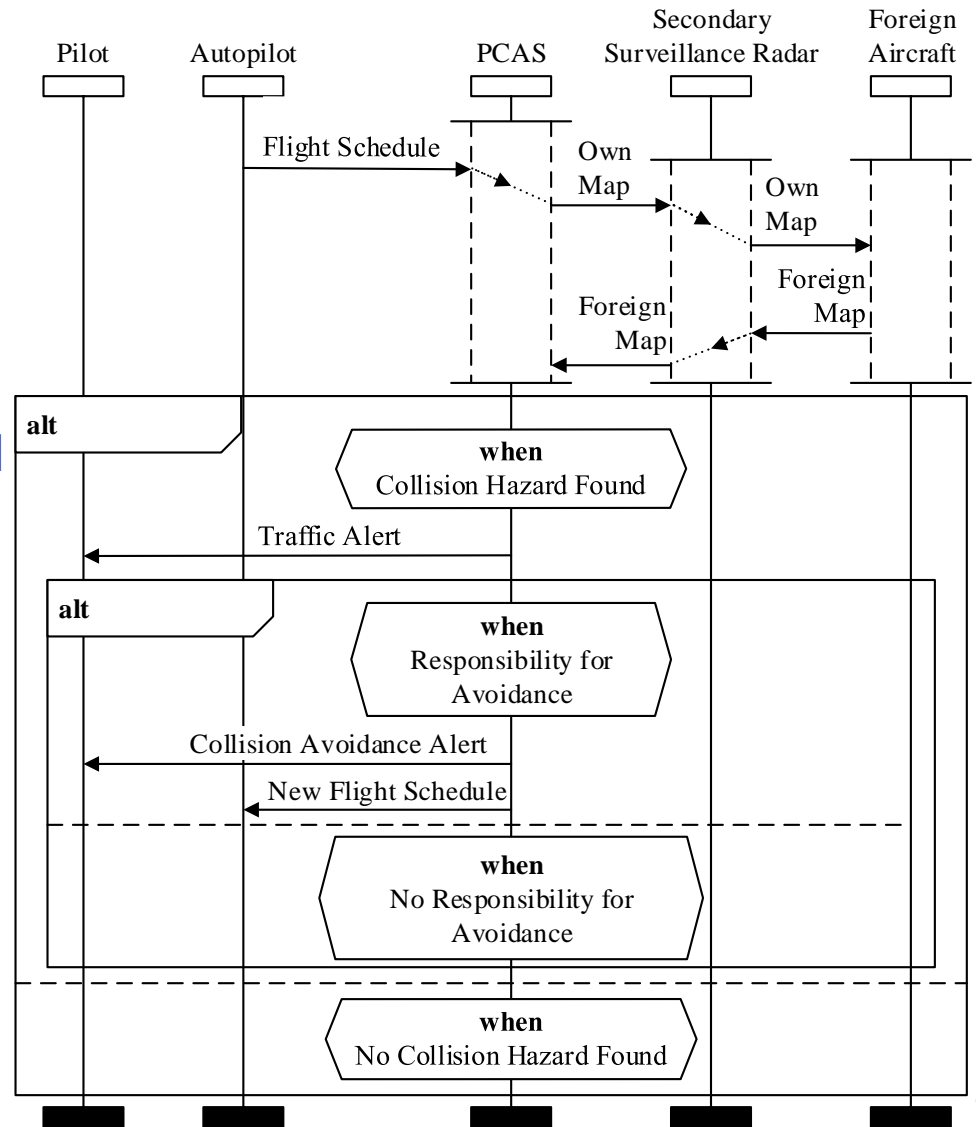 Pilot
Autopilot
PCAS
Secondary
Surveillance Radar
Foreign
Aircraft
Flight Schedule
Own
Map
Own
Map
Foreign
Map
Foreign
Map
alt
when
Collision Hazard Found
Traffic Alert
alt
when
Responsibility for
Avoidance
Collision Avoidance Alert
New Flight Schedule
when
No Responsibility for
Avoidance
when
No Collision Hazard Found